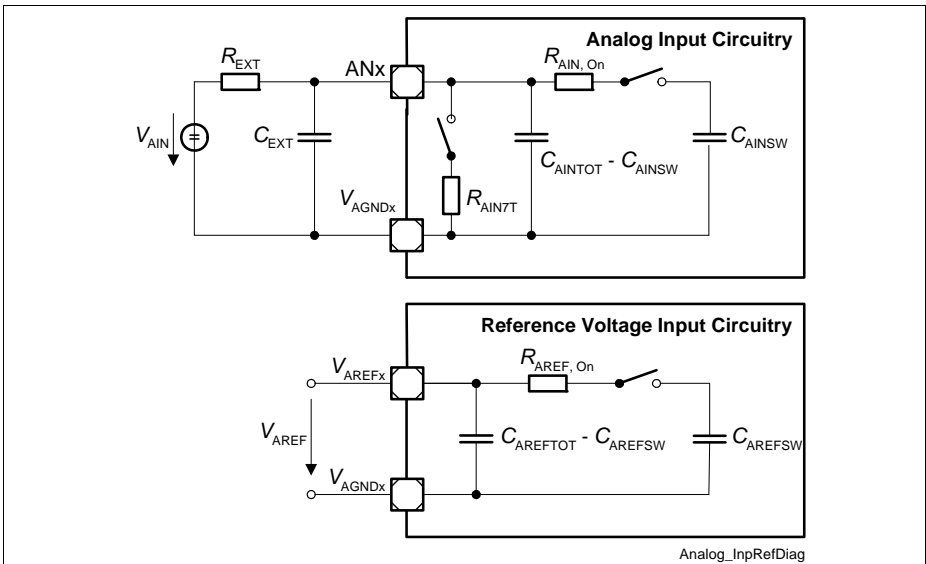 Analog Input Circuitry
R_EXT
ANx
R_AIN, On
V_AIN
C_EXT
C_AINTOT - C_AINSW
C_AINSW
V_AGNDx
R_AIN7T
Reference Voltage Input Circuitry
V_AREFx
R_AREF, On
V_AREF
C_AREFTOT - C_AREFSW
C_AREFSW
V_AGNDx
Analog_InpRefDiag